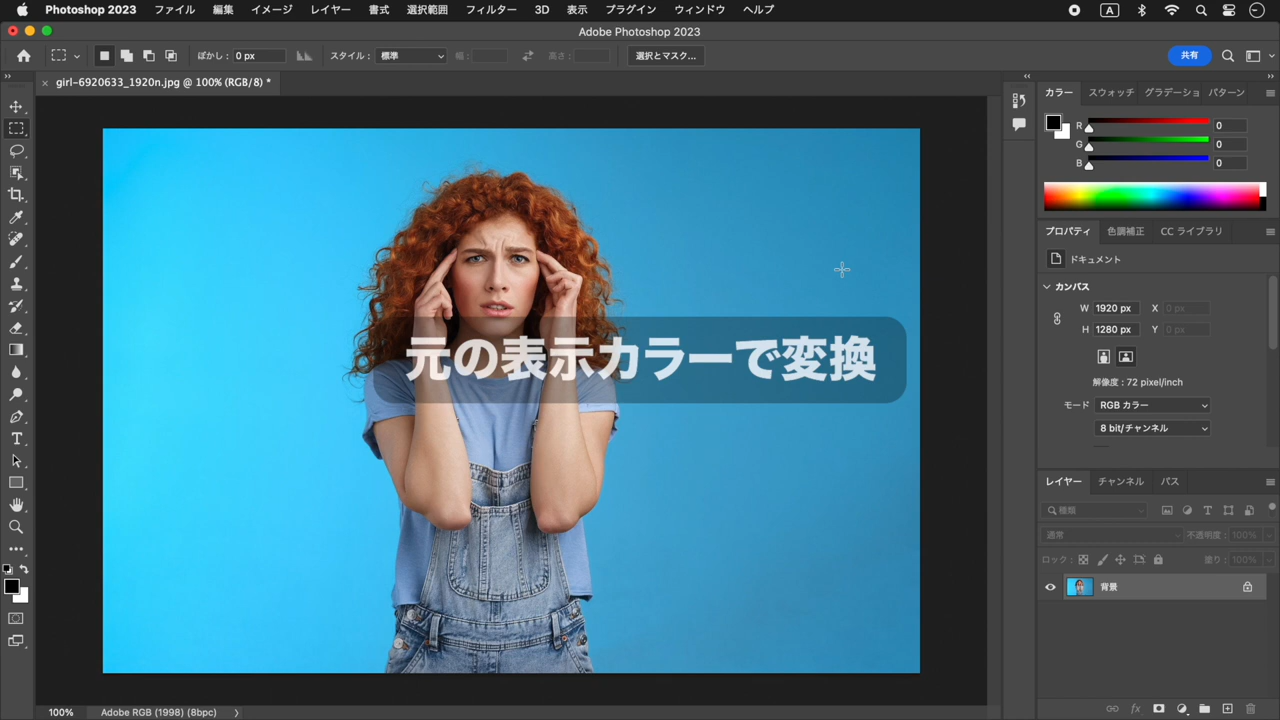 Photoshop 2023 ファイル 編集 イメージ レイヤー 書式 選択範囲 フィルター 3D 表示 プラグイン ウィンドウ ヘルプ
A
Adobe Photoshop 2023
ぼかし : 0 px スタイル : 標準 幅 : 高さ : 選択とマスク... 共有
girl-6920633_1920n.jpg @ 100% (RGB/8) *
カラー スウォッチ グラデーショ パターン
R 0
G 0
B 0
プロパティ 色調補正 CC ライブラリ
ドキュメント
カンバス
W 1920 px X 0 px
H 1280 px Y 0 px
解像度 : 72 pixel/inch
モード RGB カラー
8 bit/チャンネル
元の表示カラーで変換
レイヤー チャンネル パス
種類
通常 不透明度 : 100%
ロック : 塗り : 100%
背景
100% Adobe RGB (1998) (8bpc)